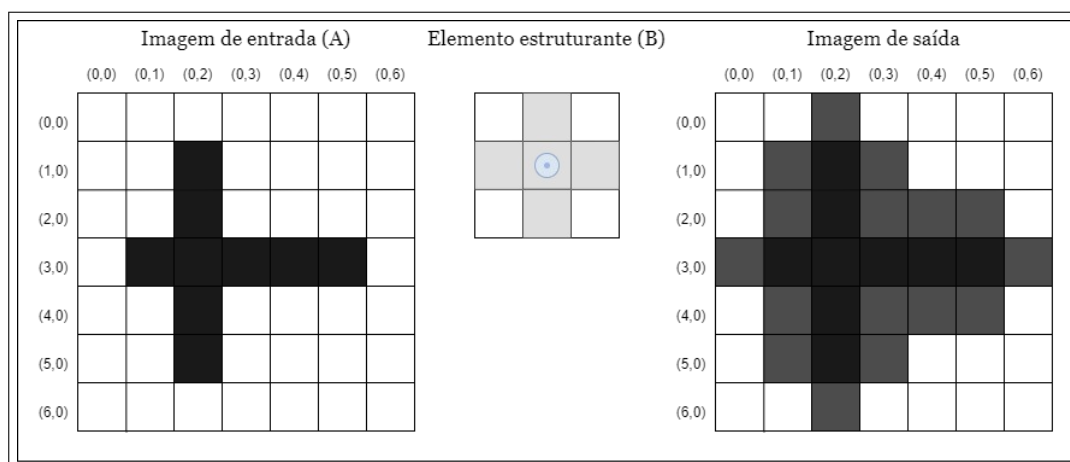 Imagem de entrada (A)
(0,0) (0,1) (0,2) (0,3) (0,4) (0,5) (0,6)
(0,0)
(1,0)
(2,0)
(3,0)
(4,0)
(5,0)
(6,0)
Elemento estruturante (B)
Imagem de saída
(0,0) (0,1) (0,2) (0,3) (0,4) (0,5) (0,6)
(0,0)
(1,0)
(2,0)
(3,0)
(4,0)
(5,0)
(6,0)